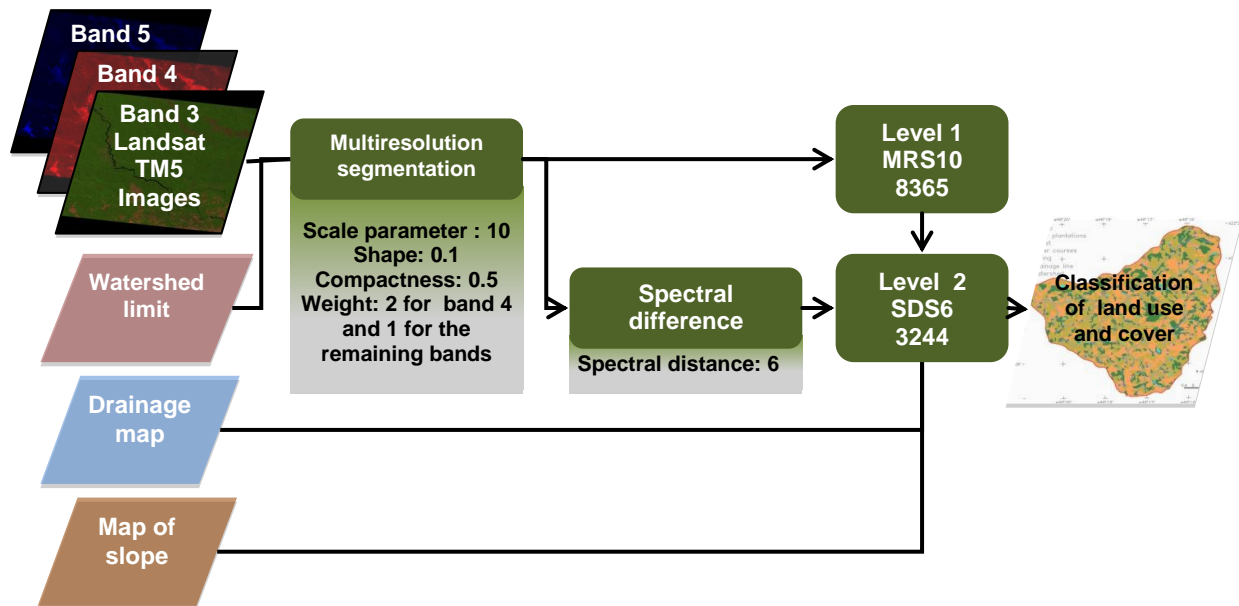 Band 5
Band 4
Band 3
Landsat
TM5
Images
Watershed
limit
Drainage
map
Map of
slope
Multiresolution
segmentation
Scale parameter : 10
Shape: 0.1
Compactness: 0.5
Weight: 2 for band 4
and 1 for the
remaining bands
Spectral
difference
Spectral distance: 6
Level 1
MRS10
8365
Level 2
SDS6
3244
plantations
Classification
of land use
and cover